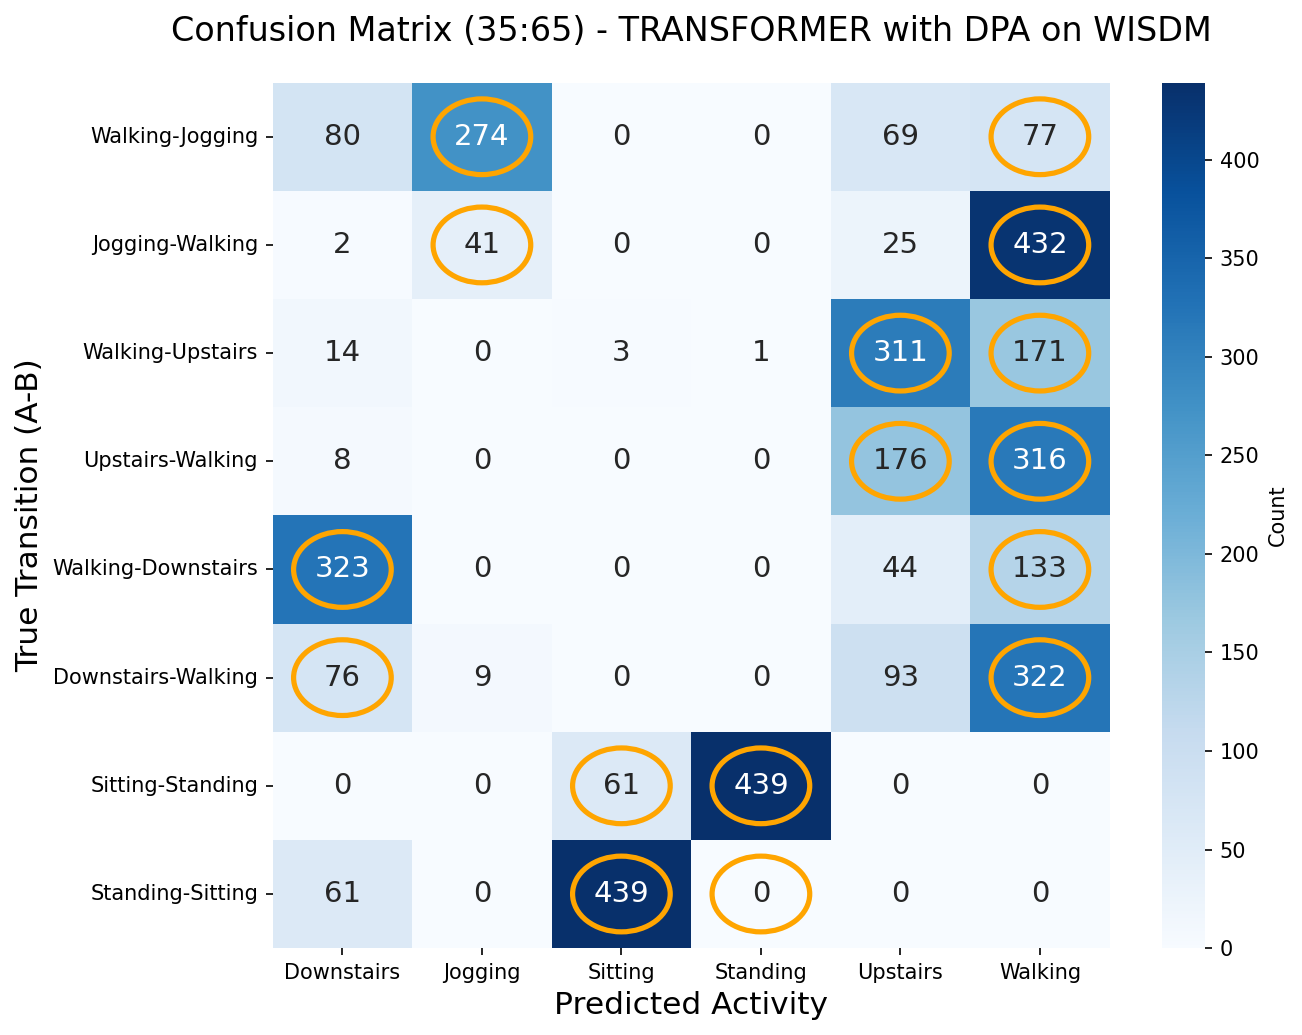 Confusion Matrix (35:65) - TRANSFORMER with DPA on WISDM
True Transition (A-B)
Walking-Jogging 80 274 0 0 69 77
Jogging-Walking 2 41 0 0 25 432
Walking-Upstairs 14 0 3 1 311 171
Upstairs-Walking 8 0 0 0 176 316
Walking-Downstairs 323 0 0 0 44 133
Downstairs-Walking 76 9 0 0 93 322
Sitting-Standing 0 0 61 439 0 0
Standing-Sitting 61 0 439 0 0 0
Downstairs Jogging Sitting Standing Upstairs Walking
Predicted Activity
400
350
300
250
200
150
100
50
0
Count